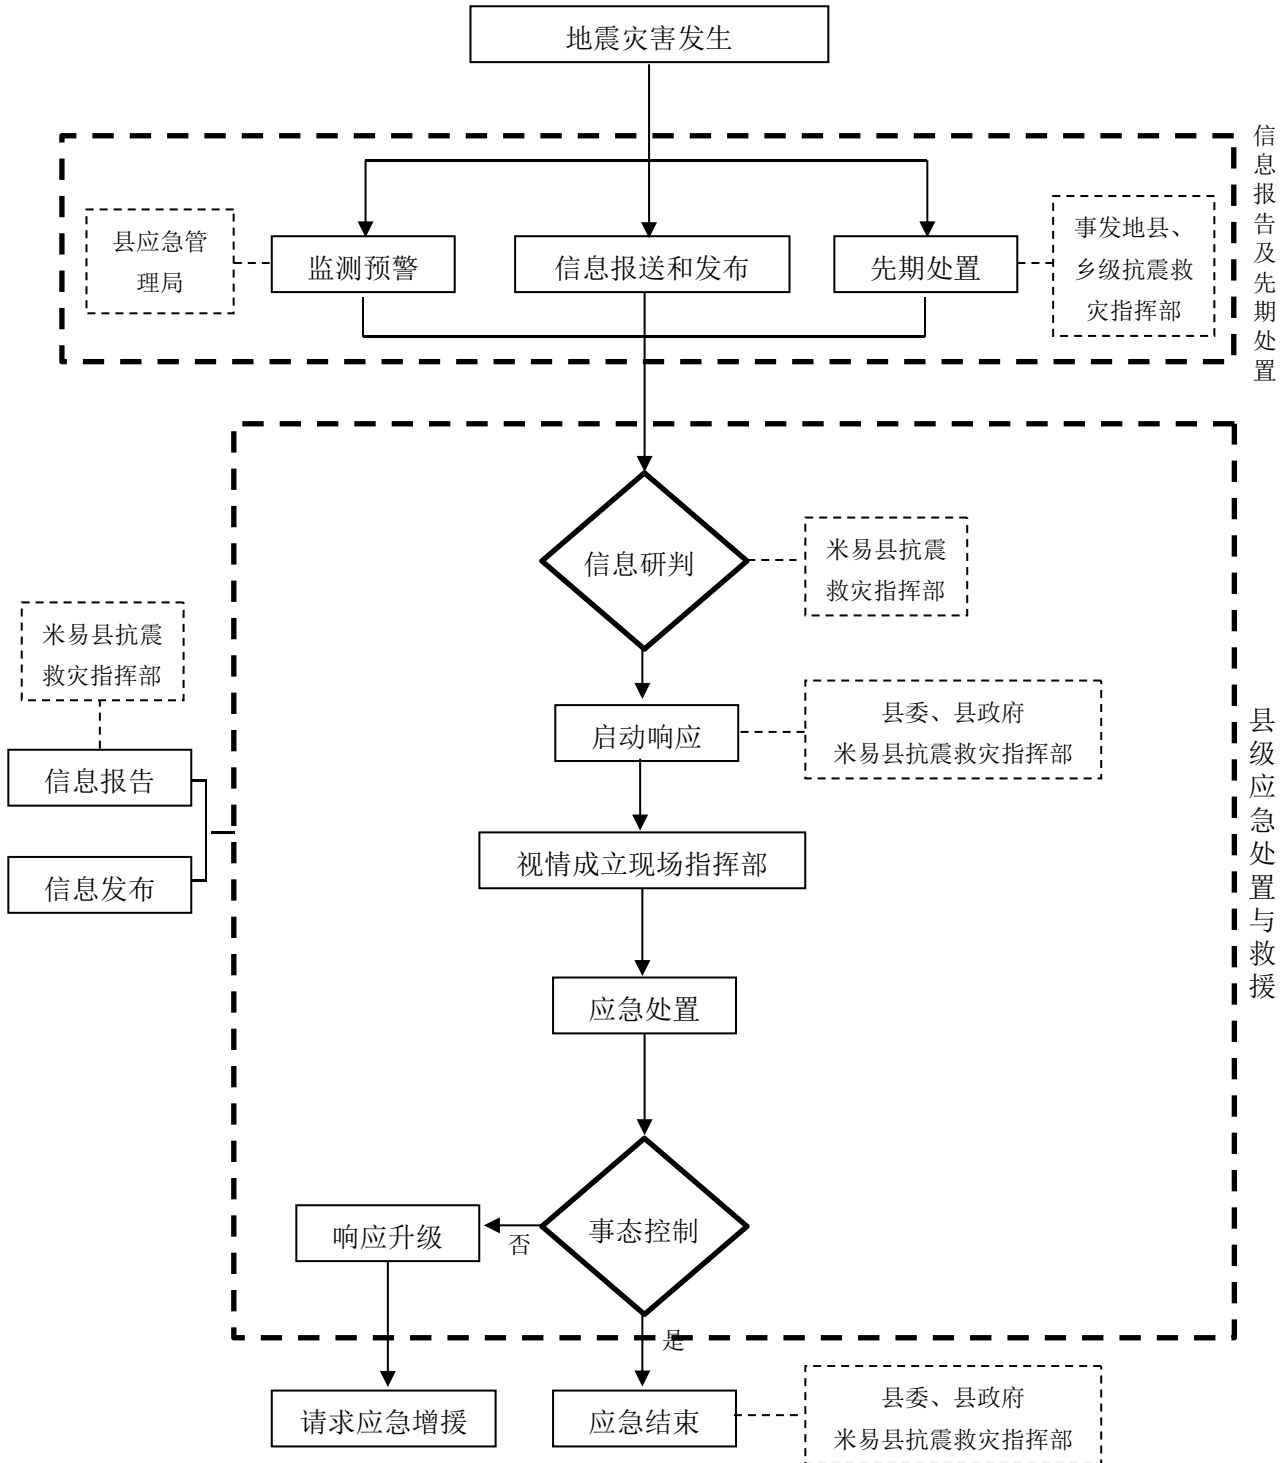 地震灾害发生
信息报告及先期处置
县应急管
理局
监测预警
信息报送和发布
先期处置
事发地县、
乡级抗震救
灾指挥部
信息研判
米易县抗震
救灾指挥部
米易县抗震
救灾指挥部
信息报告
信息发布
启动响应
县委、县政府
米易县抗震救灾指挥部
县级应急处置与救援
视情成立现场指挥部
应急处置
事态控制
否
响应升级
是
请求应急增援
应急结束
县委、县政府
米易县抗震救灾指挥部